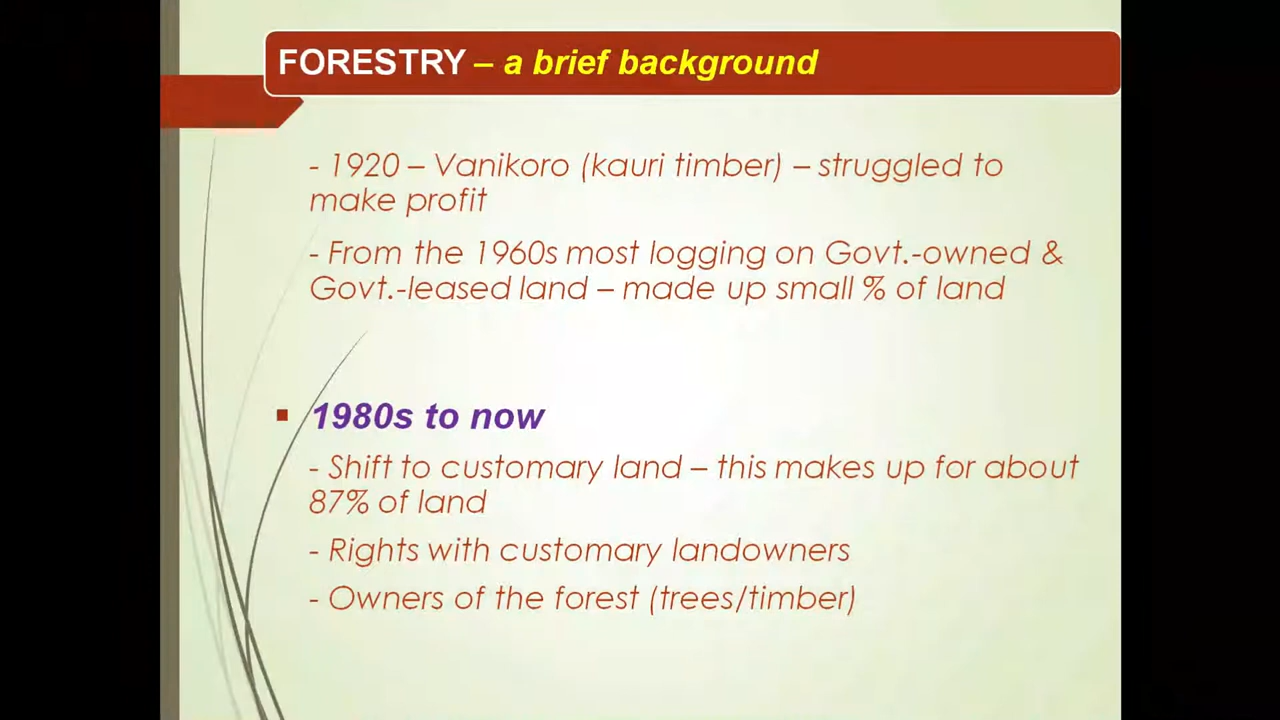 FORESTRY – a brief background
- 1920 – Vanikoro (kauri timber) – struggled to
make profit
- From the 1960s most logging on Govt.-owned &
Govt.-leased land – made up small % of land
▪ 1980s to now
- Shift to customary land – this makes up for about
87% of land
- Rights with customary landowners
- Owners of the forest (trees/timber)